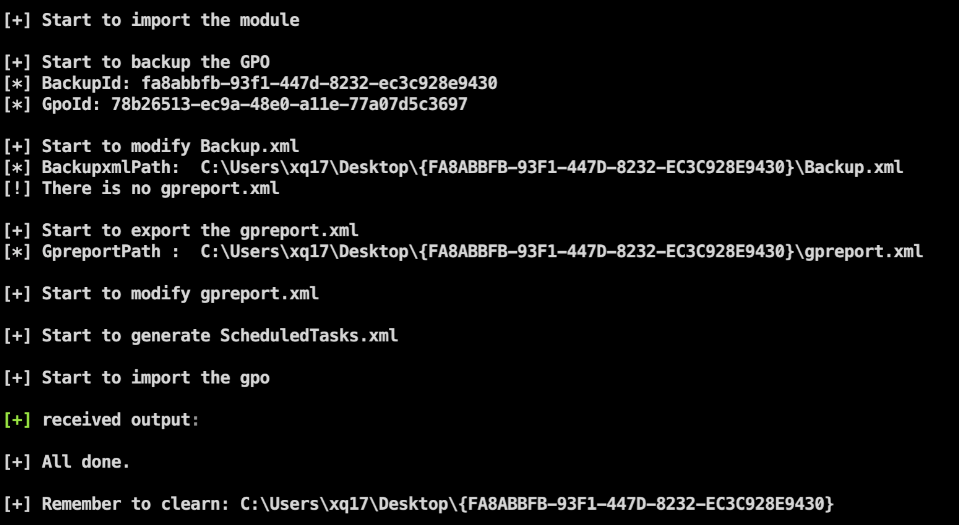 [+] Start to import the module
[+] Start to backup the GPO
[*] BackupId: fa8abbfb-93f1-447d-8232-ec3c928e9430
[*] GpoId: 78b26513-ec9a-48e0-a11e-77a07d5c3697
[+] Start to modify Backup.xml
[*] BackupxmlPath:  C:\Users\xq17\Desktop\{FA8ABBFB-93F1-447D-8232-EC3C928E9430}\Backup.xml
[!] There is no gpreport.xml
[+] Start to export the gpreport.xml
[*] GpreportPath :  C:\Users\xq17\Desktop\{FA8ABBFB-93F1-447D-8232-EC3C928E9430}\gpreport.xml
[+] Start to modify gpreport.xml
[+] Start to generate ScheduledTasks.xml
[+] Start to import the gpo
[+] received output:
[+] All done.
[+] Remember to clearn: C:\Users\xq17\Desktop\{FA8ABBFB-93F1-447D-8232-EC3C928E9430}